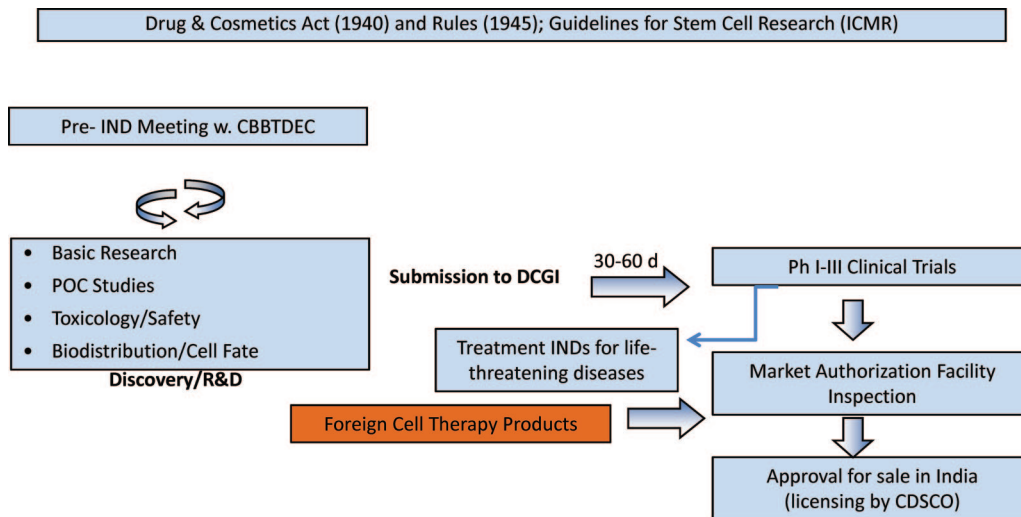 Drug & Cosmetics Act (1940) and Rules (1945); Guidelines for Stem Cell Research (ICMR)
Pre- IND Meeting w. CBBTDEC
• Basic Research
• POC Studies
• Toxicology/Safety
• Biodistribution/Cell Fate
Discovery/R&D
Submission to DCGI
30-60 d
Ph I-III Clinical Trials
Treatment INDs for life-
threatening diseases
Market Authorization Facility
Inspection
Foreign Cell Therapy Products
Approval for sale in India
(licensing by CDSCO)